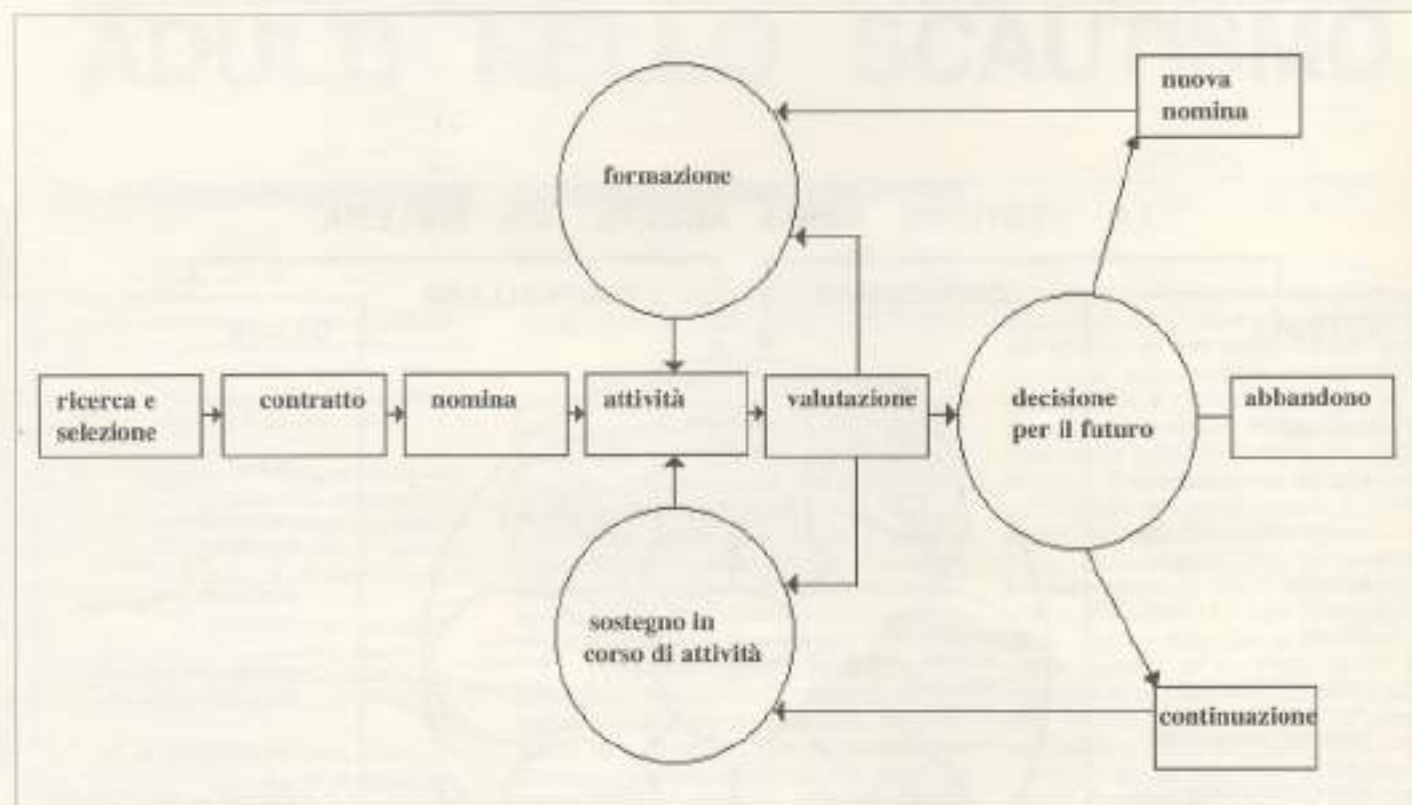 nuova
nomina
formazione
ricerca e
selezione
contratto
nomina
attività
valutazione
decisione
per il futuro
abbandono
sostegno in
corso di attività
continuazione